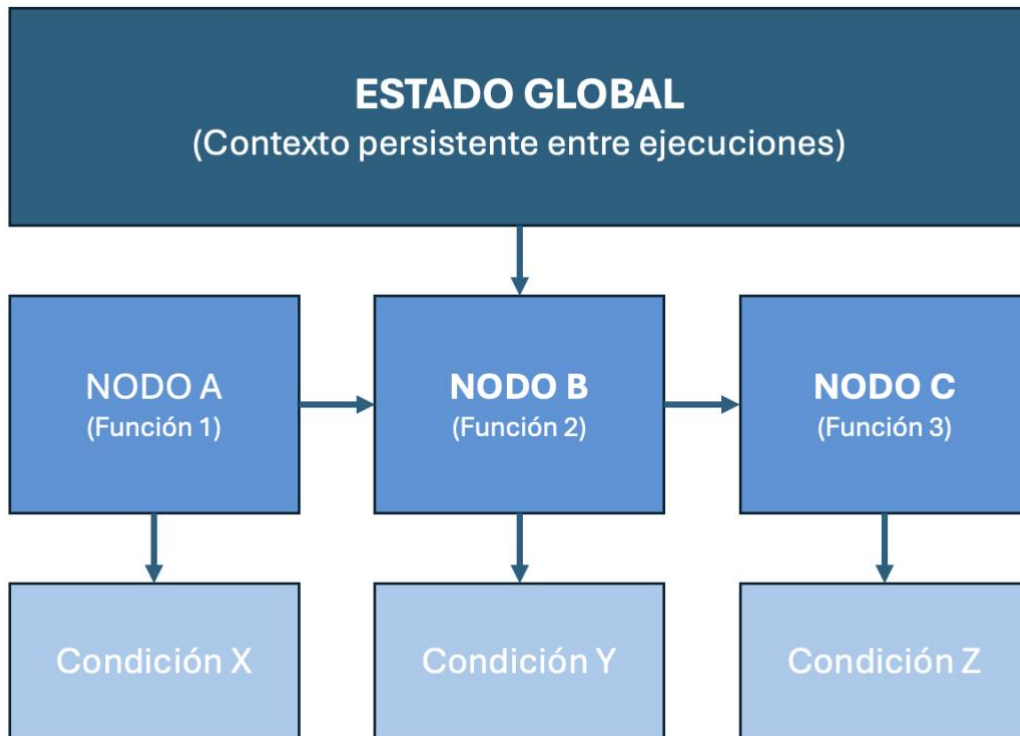 ESTADO GLOBAL
(Contexto persistente entre ejecuciones)
NODO A
(Función 1)
NODO B
(Función 2)
NODO C
(Función 3)
Condición X
Condición Y
Condición Z